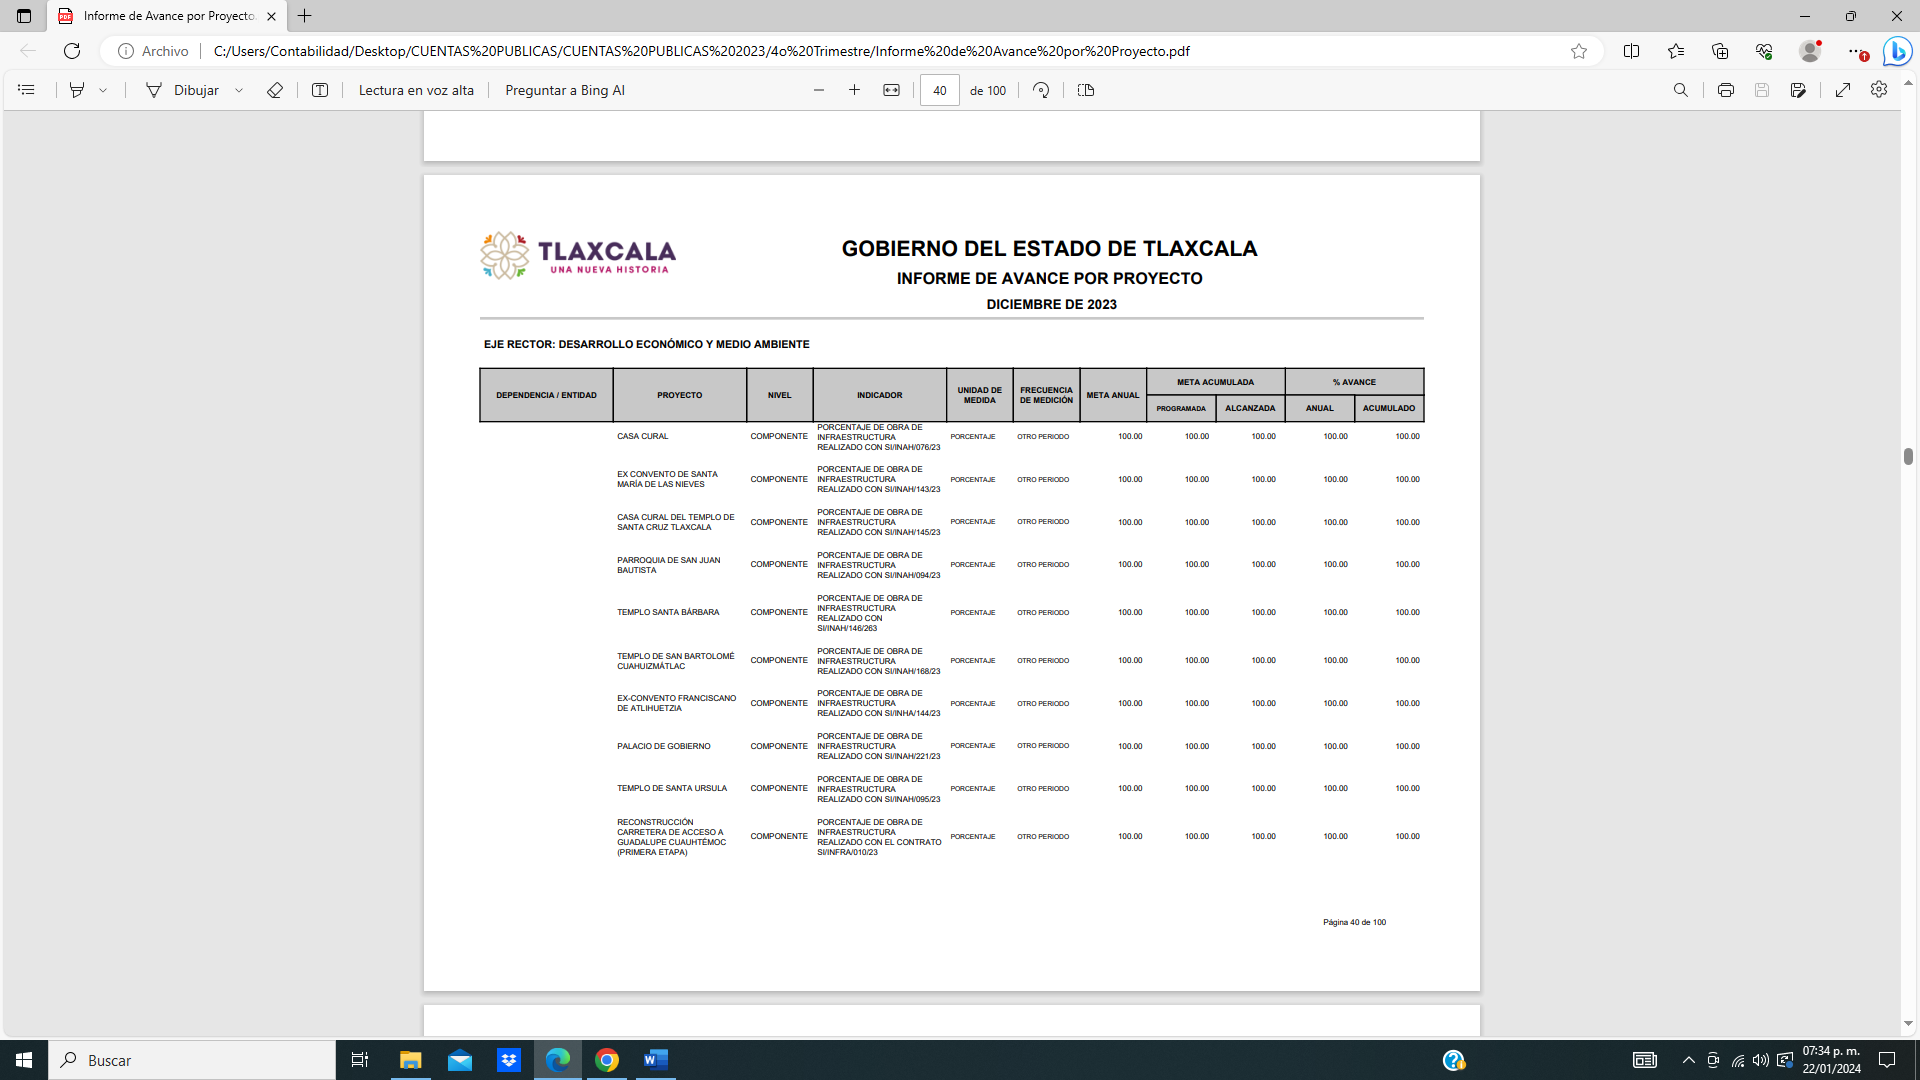 Informe de Avance por Proyecto.
Archivo C:/Users/Contabilidad/Desktop/CUENTAS%20PUBLICAS/CUENTAS%20PUBLICAS%202023/4o%20Trimestre/Informe%20de%20Avance%20por%20Proyecto.pdf
Dibujar Lectura en voz alta Preguntar a Bing AI 40 de 100
TLAXCALA
UNA NUEVA HISTORIA
GOBIERNO DEL ESTADO DE TLAXCALA
INFORME DE AVANCE POR PROYECTO
DICIEMBRE DE 2023
EJE RECTOR: DESARROLLO ECONÓMICO Y MEDIO AMBIENTE
DEPENDENCIA / ENTIDAD PROYECTO NIVEL INDICADOR UNIDAD DE MEDIDA FRECUENCIA DE MEDICIÓN META ANUAL META ACUMULADA % AVANCE
PROGRAMADA ALCANZADA ANUAL ACUMULADO
CASA CURAL COMPONENTE PORCENTAJE DE OBRA DE INFRAESTRUCTURA REALIZADO CON SI/INAH/076/23 PORCENTAJE OTRO PERIODO 100.00 100.00 100.00 100.00 100.00
EX CONVENTO DE SANTA MARÍA DE LAS NIEVES COMPONENTE PORCENTAJE DE OBRA DE INFRAESTRUCTURA REALIZADO CON SI/INAH/143/23 PORCENTAJE OTRO PERIODO 100.00 100.00 100.00 100.00 100.00
CASA CURAL DEL TEMPLO DE SANTA CRUZ TLAXCALA COMPONENTE PORCENTAJE DE OBRA DE INFRAESTRUCTURA REALIZADO CON SI/INAH/145/23 PORCENTAJE OTRO PERIODO 100.00 100.00 100.00 100.00 100.00
PARROQUIA DE SAN JUAN BAUTISTA COMPONENTE PORCENTAJE DE OBRA DE INFRAESTRUCTURA REALIZADO CON SI/INAH/094/23 PORCENTAJE OTRO PERIODO 100.00 100.00 100.00 100.00 100.00
TEMPLO SANTA BÁRBARA COMPONENTE PORCENTAJE DE OBRA DE INFRAESTRUCTURA REALIZADO CON SI/INAH/146/263 PORCENTAJE OTRO PERIODO 100.00 100.00 100.00 100.00 100.00
TEMPLO DE SAN BARTOLOMÉ CUAHUIZMÁTLAC COMPONENTE PORCENTAJE DE OBRA DE INFRAESTRUCTURA REALIZADO CON SI/INAH/168/23 PORCENTAJE OTRO PERIODO 100.00 100.00 100.00 100.00 100.00
EX-CONVENTO FRANCISCANO DE ATLIHUETZIA COMPONENTE PORCENTAJE DE OBRA DE INFRAESTRUCTURA REALIZADO CON SI/INHA/144/23 PORCENTAJE OTRO PERIODO 100.00 100.00 100.00 100.00 100.00
PALACIO DE GOBIERNO COMPONENTE PORCENTAJE DE OBRA DE INFRAESTRUCTURA REALIZADO CON SI/INAH/221/23 PORCENTAJE OTRO PERIODO 100.00 100.00 100.00 100.00 100.00
TEMPLO DE SANTA URSULA COMPONENTE PORCENTAJE DE OBRA DE INFRAESTRUCTURA REALIZADO CON SI/INAH/095/23 PORCENTAJE OTRO PERIODO 100.00 100.00 100.00 100.00 100.00
RECONSTRUCCIÓN CARRETERA DE ACCESO A GUADALUPE CUAUHTÉMOC (PRIMERA ETAPA) COMPONENTE PORCENTAJE DE OBRA DE INFRAESTRUCTURA REALIZADO CON EL CONTRATO SI/INFRA/010/23 PORCENTAJE OTRO PERIODO 100.00 100.00 100.00 100.00 100.00
Página 40 de 100
Buscar
07:34 p. m.
22/01/2024